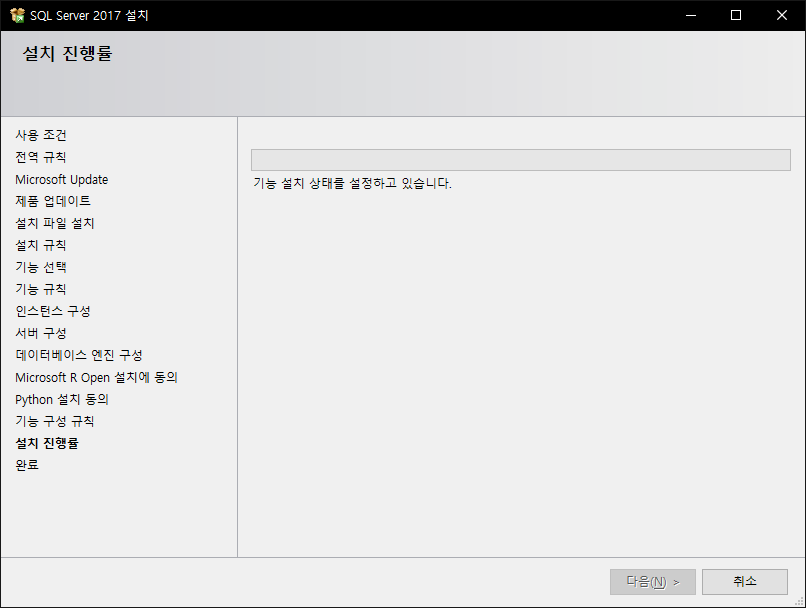 SQL Server 2017 설치
설치 진행률
사용 조건
전역 규칙
Microsoft Update
제품 업데이트
설치 파일 설치
설치 규칙
기능 선택
기능 규칙
인스턴스 구성
서버 구성
데이터베이스 엔진 구성
Microsoft R Open 설치에 동의
Python 설치 동의
기능 구성 규칙
설치 진행률
완료
기능 설치 상태를 설정하고 있습니다.
다음(N) >
취소